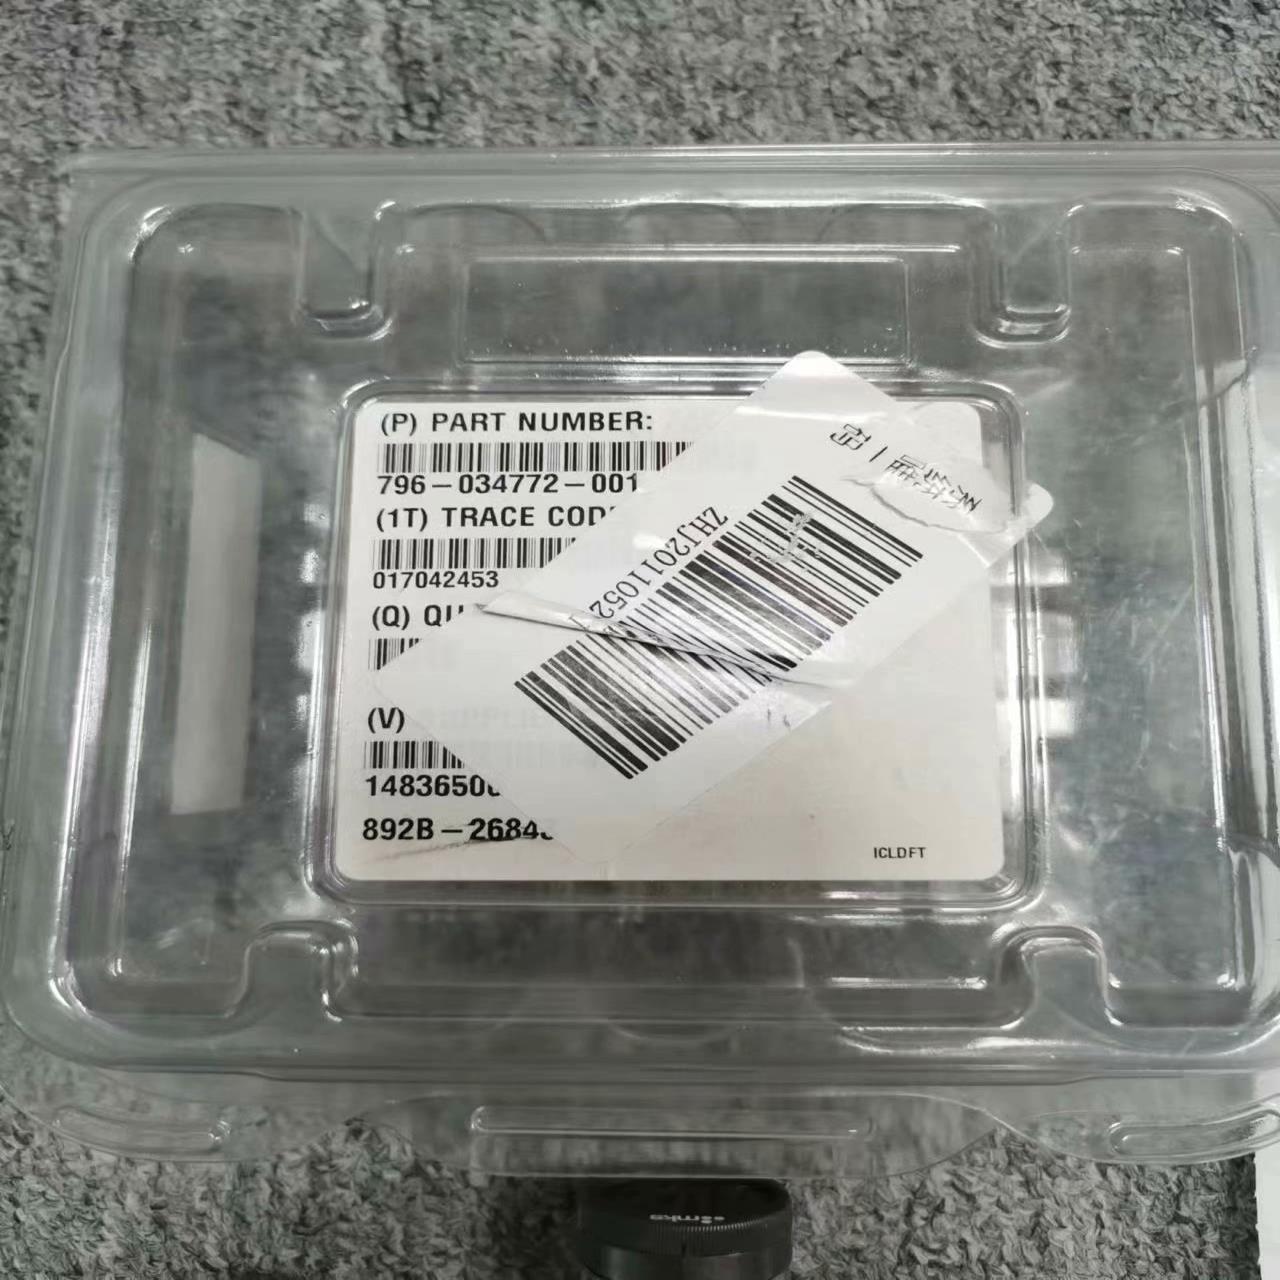 (P) PART NUMBER:
796-034772-001
(1T) TRACE COD
017042453
(Q) QU
(V)
1483650
892B-2684
ICLDFT
ZHJ2011052